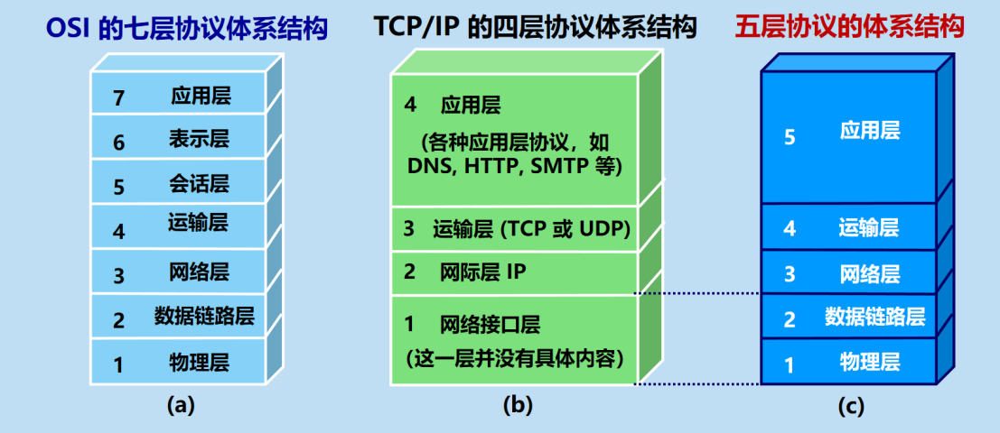 OSI 的七层协议体系结构
7 应用层
6 表示层
5 会话层
4 运输层
3 网络层
2 数据链路层
1 物理层
(a)
TCP/IP 的四层协议体系结构
4 应用层
(各种应用层协议，如
DNS, HTTP, SMTP 等)
3 运输层 (TCP 或 UDP)
2 网际层 IP
1 网络接口层
（这一层并没有具体内容）
(b)
五层协议的体系结构
5 应用层
4 运输层
3 网络层
2 数据链路层
1 物理层
(c)